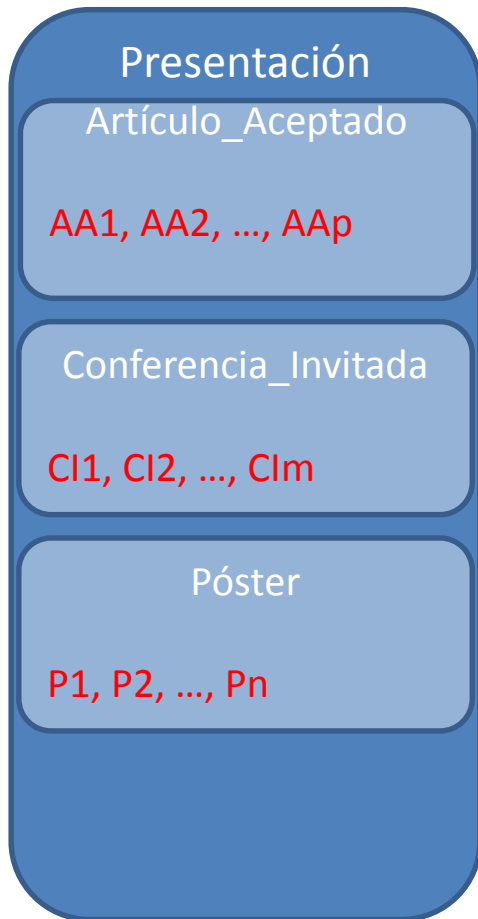 Presentación
Artículo_Aceptado
AA1, AA2, ..., AAp
Conferencia_Invitada
CI1, CI2, ..., CIm
Póster
P1, P2, ..., Pn